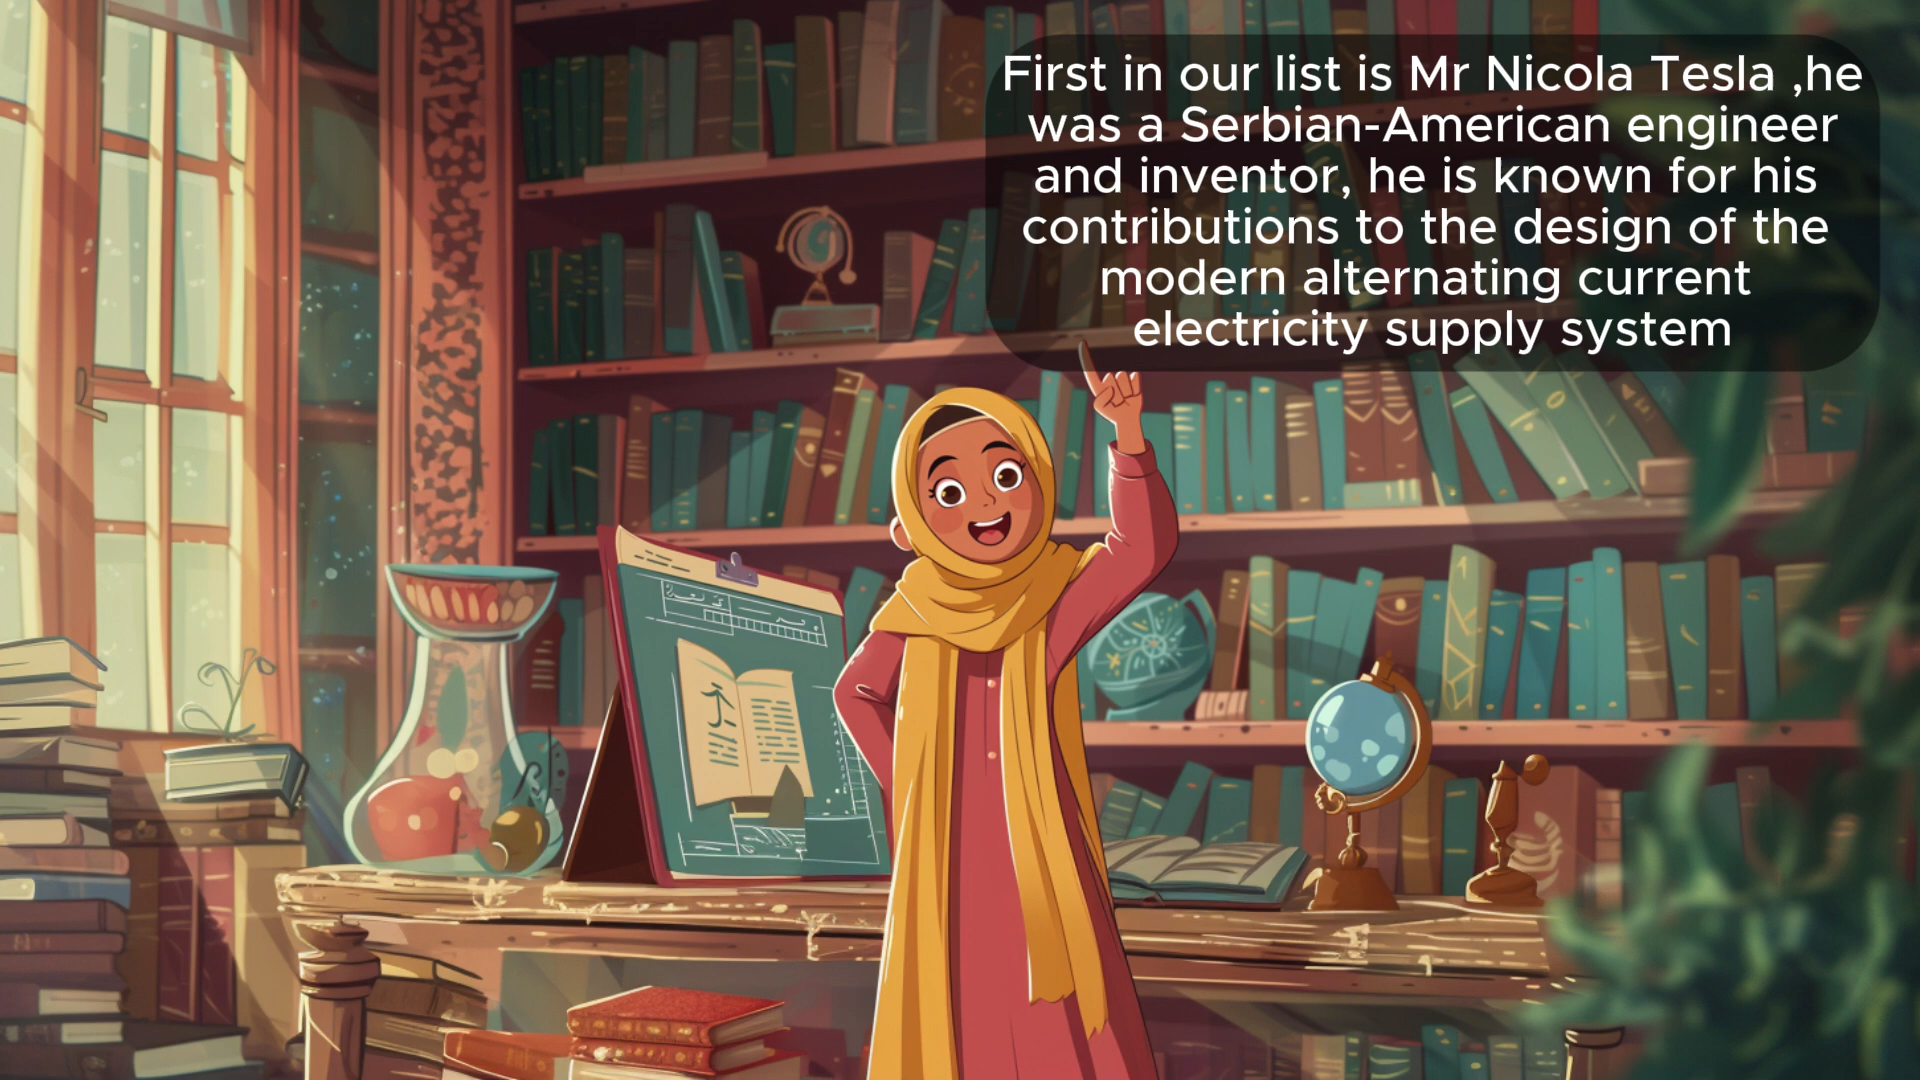 First in our list is Mr Nicola Tesla ,he
was a Serbian-American engineer
and inventor, he is known for his
contributions to the design of the
modern alternating current
electricity supply system